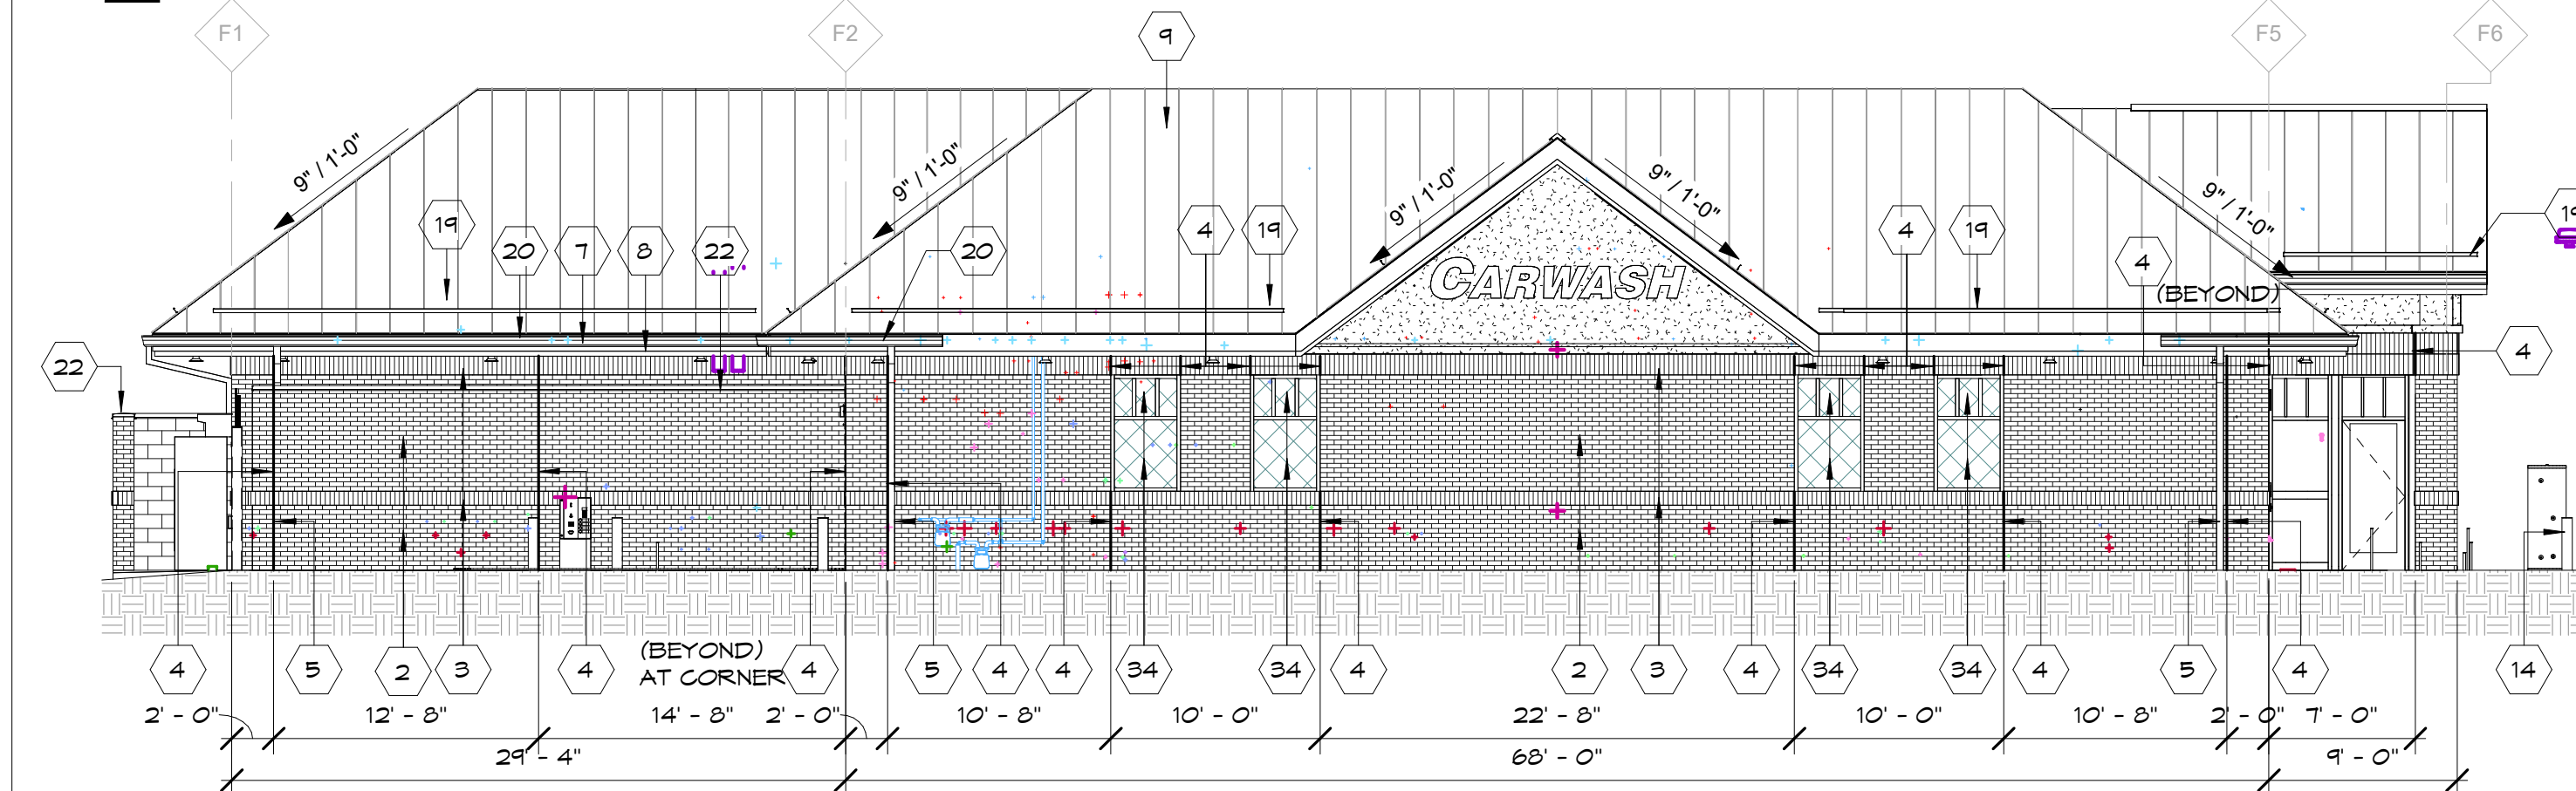 F1
F2
9
F5
F6
9" / 1'-0"
9" / 1'-0"
9" / 1'-0"
9" / 1'-0"
9" / 1'-0"
19
20
7
8
22
20
4
19
4
19
4
(BEYOND)
CARWASH
22
4
4
5
2
3
4
(BEYOND)
AT CORNER
4
5
4
4
34
34
4
2
3
4
34
34
4
5
4
14
2' - 0"
12' - 8"
14' - 8"
2' - 0"
10' - 8"
10' - 0"
22' - 8"
10' - 0"
10' - 8"
2' - 0"
7' - 0"
29' - 4"
68' - 0"
9' - 0"